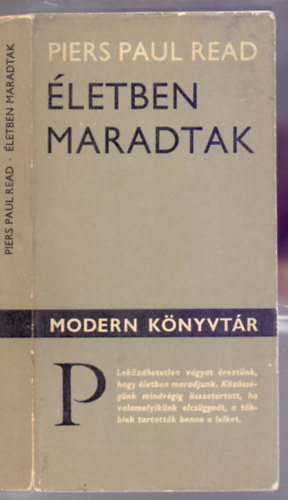 PIERS PAUL READ · ÉLETBEN MARADTAK
PIERS PAUL READ
ÉLETBEN
MARADTAK
MODERN KÖNYVTÁR
P
Leküzdhetetlen vágyat éreztünk,
hogy életben maradjunk. Közössé-
günk mindvégig összetartott, ha
valamelyikünk elcsüggedt, a töb-
biek tartották benne a lelket.